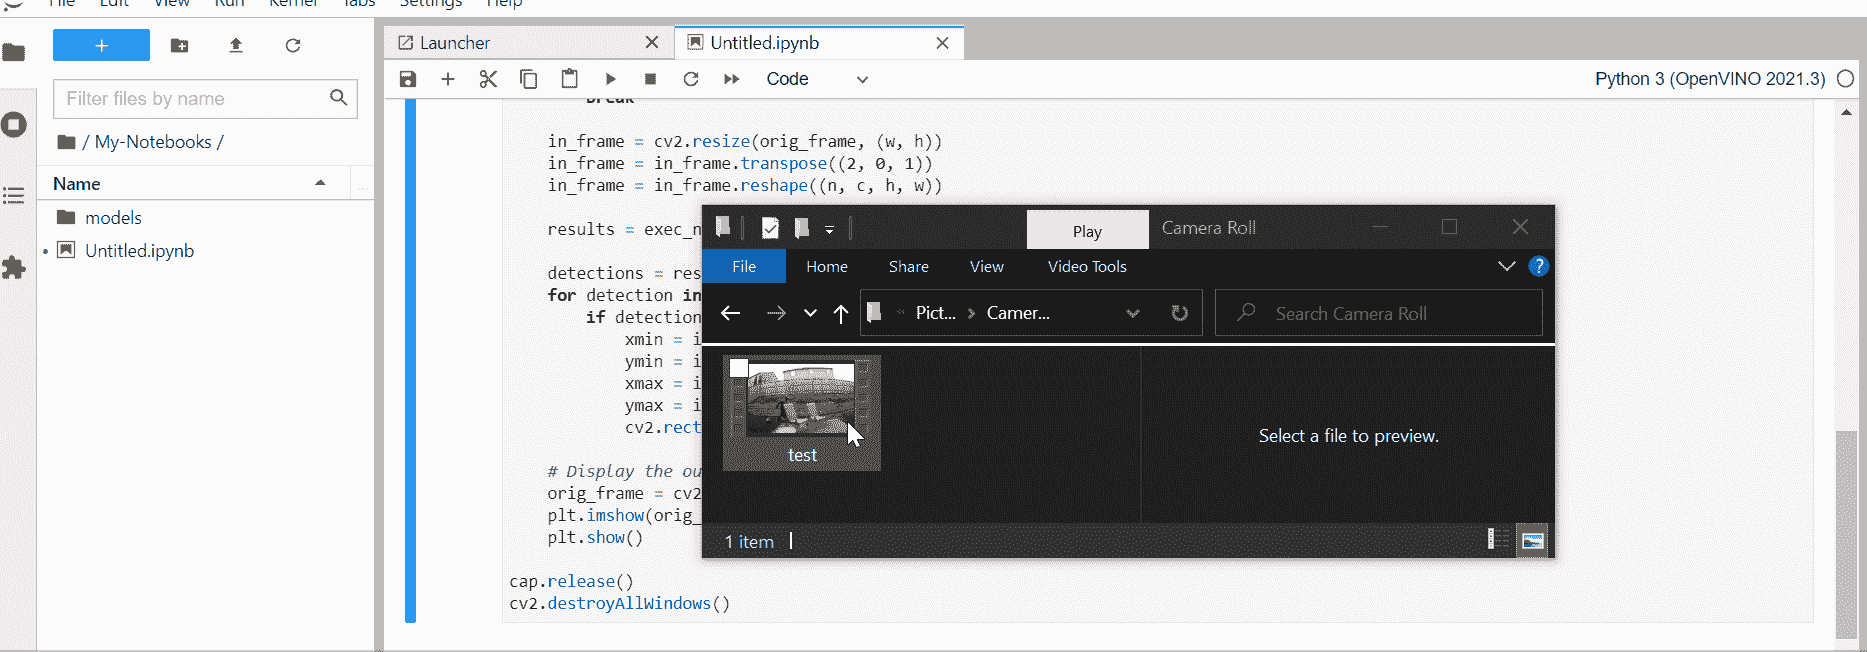 File Edit View Run Kernel Tabs Settings Help
+
Filter files by name
/ My-Notebooks /
Name
...
models
Untitled.ipynb
Launcher
Untitled.ipynb
Code
Python 3 (OpenVINO 2021.3)
break
in_frame = cv2.resize(orig_frame, (w, h))
in_frame = in_frame.transpose((2, 0, 1))
in_frame = in_frame.reshape((n, c, h, w))
results = exec_n
detections = res
for detection in
if detection
xmin = i
ymin = i
xmax = i
ymax = i
cv2.rect
# Display the ou
orig_frame = cv2
plt.imshow(orig_
plt.show()
cap.release()
cv2.destroyAllWindows()
Play
Camera Roll
File
Home
Share
View
Video Tools
?
« Pict... > Camer...
Search Camera Roll
test
Select a file to preview.
1 item